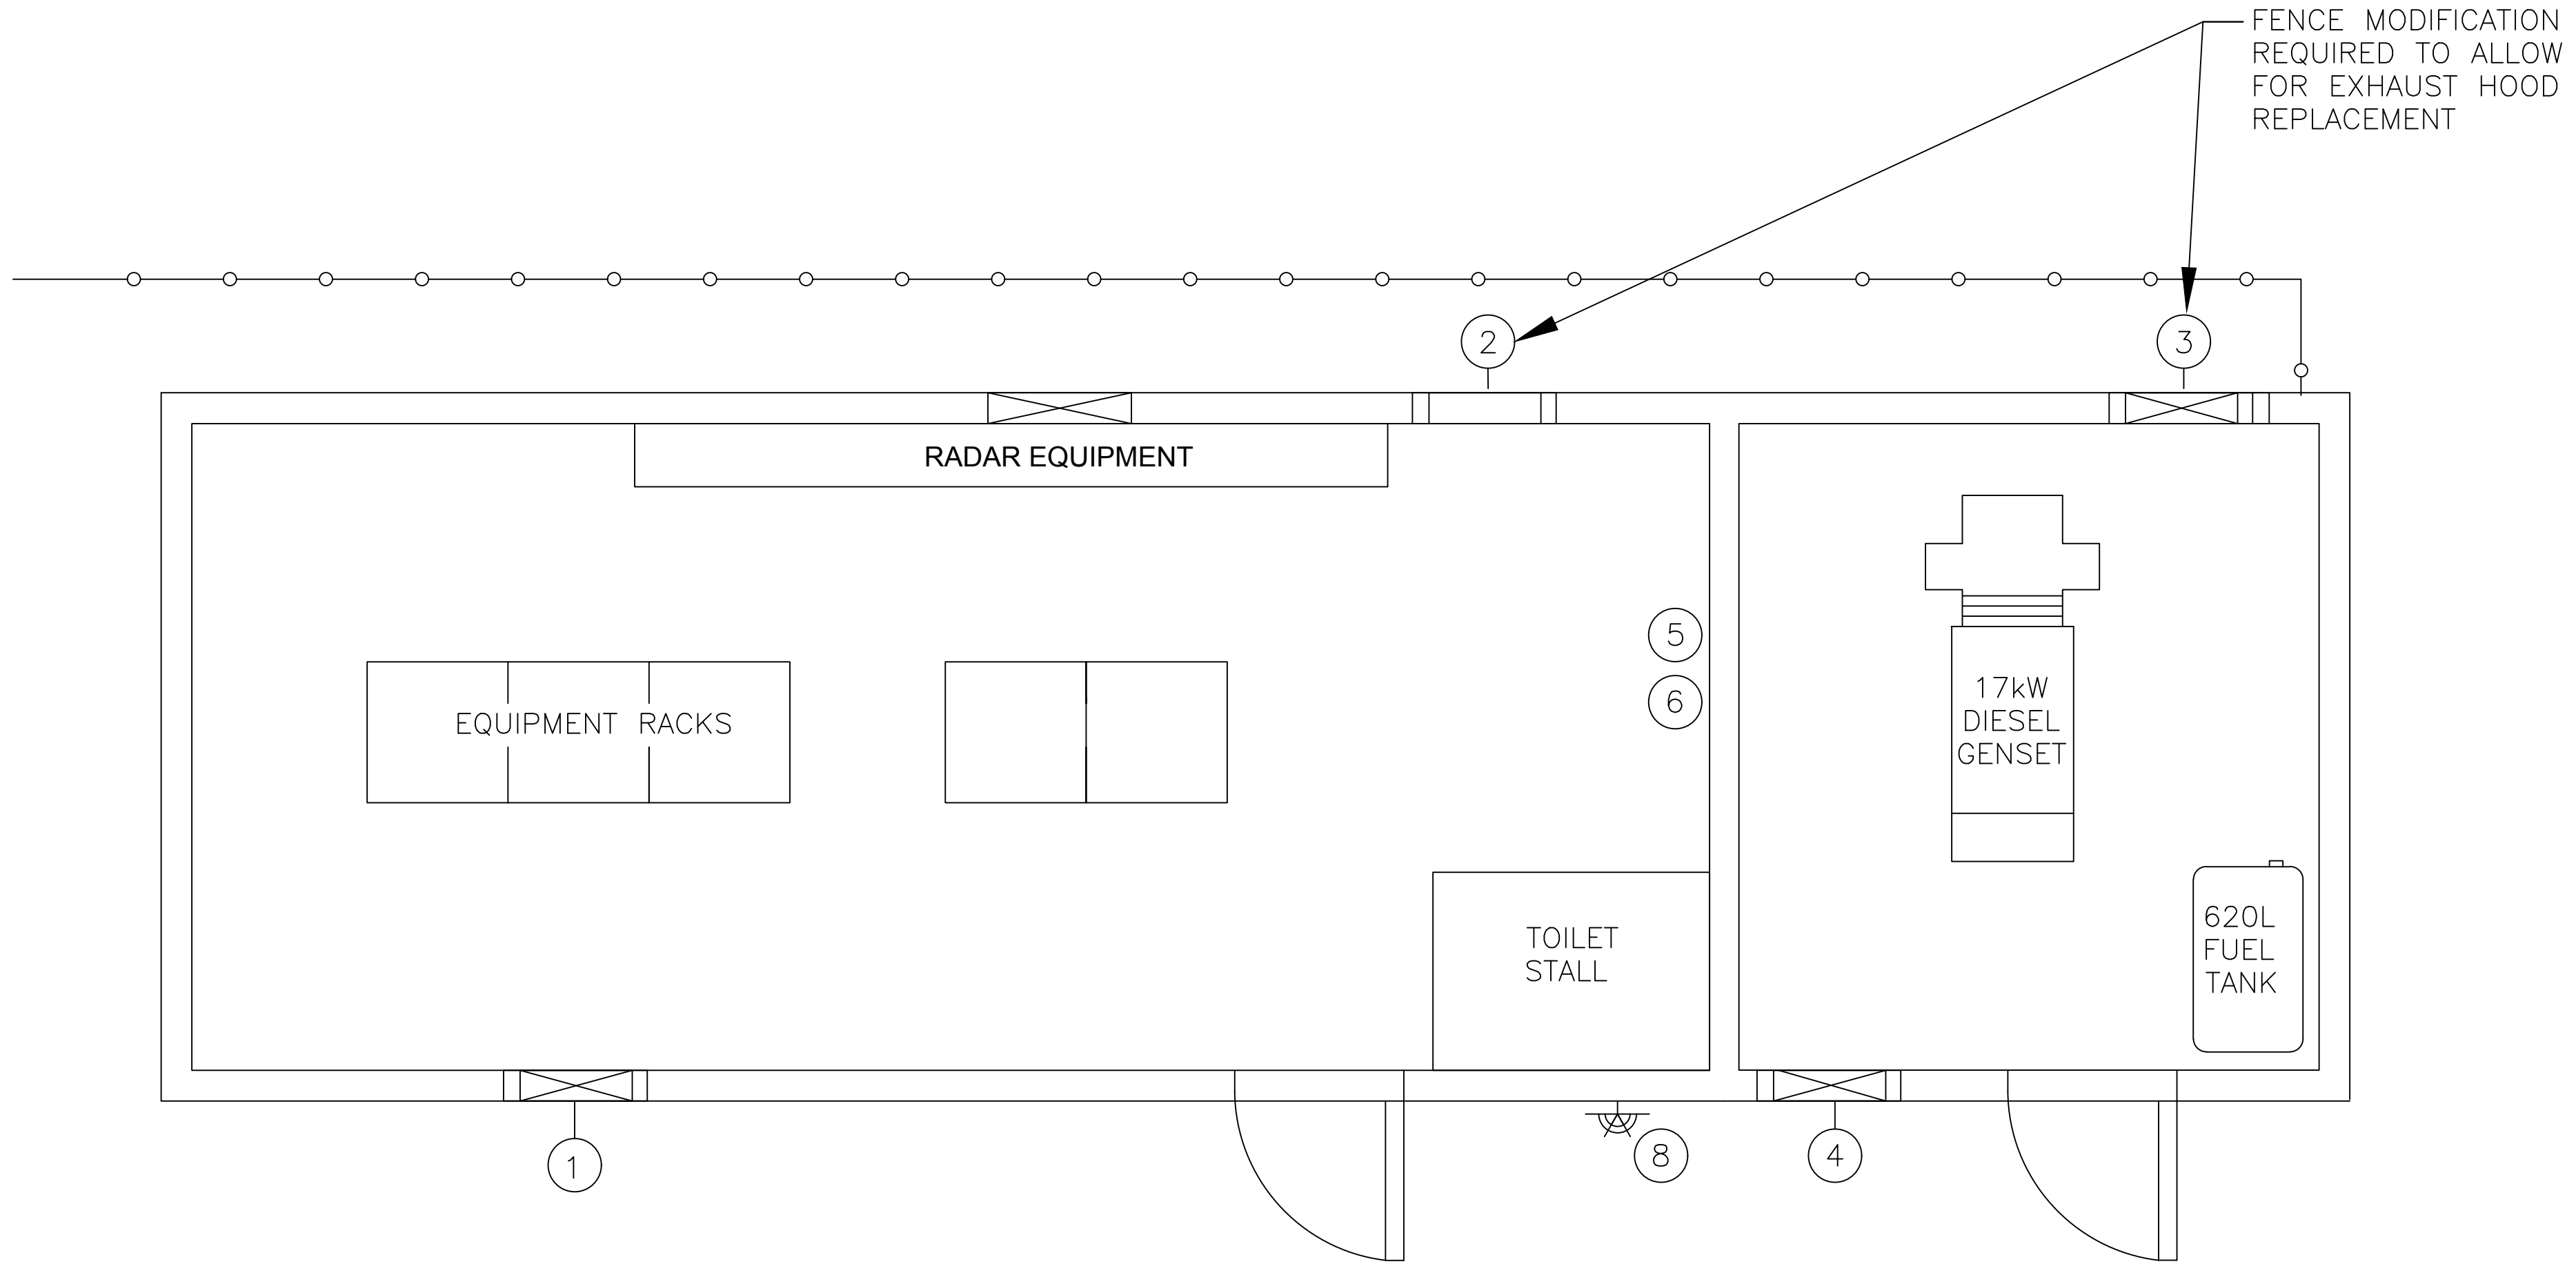 FENCE MODIFICATION
REQUIRED TO ALLOW
FOR EXHAUST HOOD
REPLACEMENT
2
3
RADAR EQUIPMENT
5
6
17kW
DIESEL
GENSET
EQUIPMENT RACKS
620L
FUEL
TANK
TOILET
STALL
1
8
4